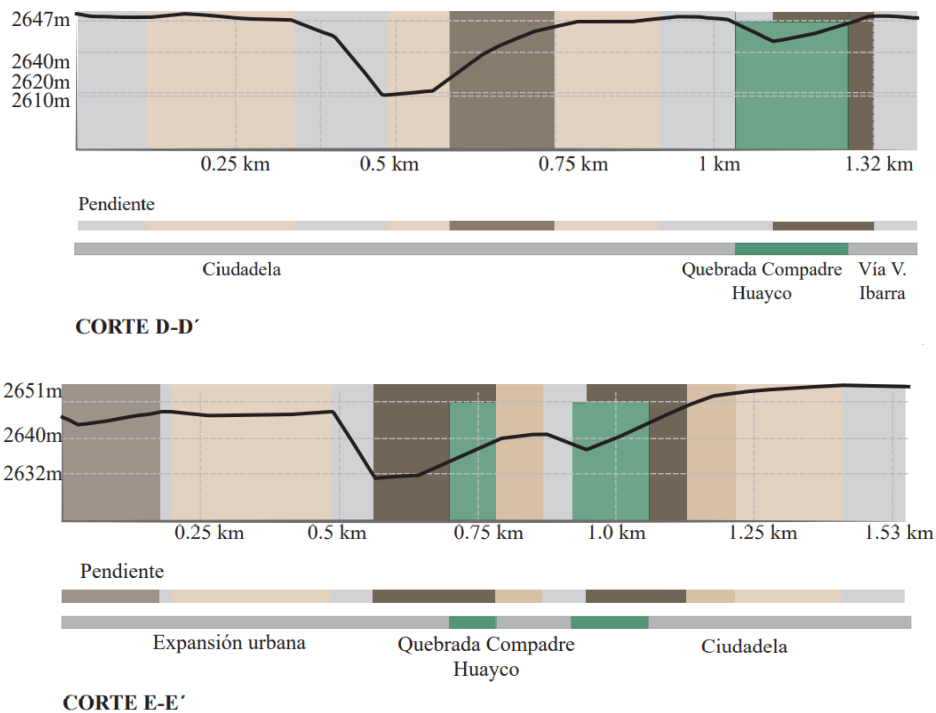 2647m
2640m
2620m
2610m
0.25 km
0.5 km
0.75 km
1 km
1.32 km
Pendiente
Ciudadela
Quebrada Compadre
Huayco
Vía V.
Ibarra
CORTE D-D´
2651m
2640m
2632m
0.25 km
0.5 km
0.75 km
1.0 km
1.25 km
1.53 km
Pendiente
Expansión urbana
Quebrada Compadre
Huayco
Ciudadela
CORTE E-E´